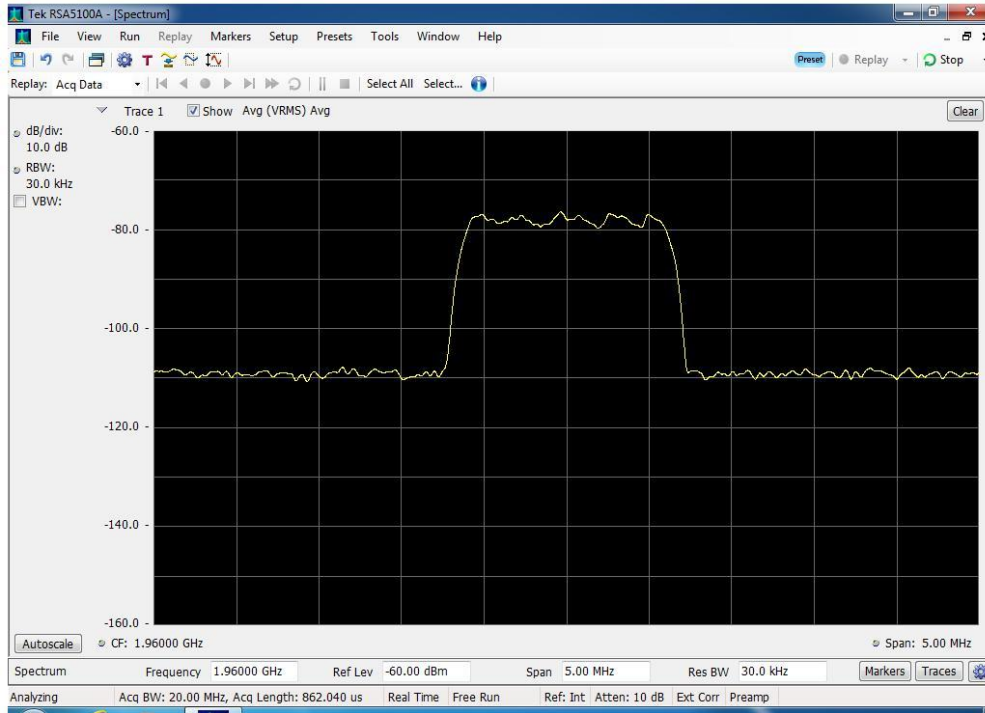 Tek RSA5100A - [Spectrum]
File View Run Replay Markers Setup Presets Tools Window Help
Preset Replay Stop
Replay: Acq Data Select All Select...
Trace 1 Show Avg (VRMS) Avg Clear
dB/div:
10.0 dB
RBW:
30.0 kHz
VBW:
-60.0
-80.0
-100.0
-120.0
-140.0
-160.0
Autoscale CF: 1.96000 GHz Span: 5.00 MHz
Spectrum Frequency 1.96000 GHz Ref Lev -60.00 dBm Span 5.00 MHz Res BW 30.0 kHz Markers Traces
Analyzing Acq BW: 20.00 MHz, Acq Length: 862.040 us Real Time Free Run Ref: Int Atten: 10 dB Ext Corr Preamp